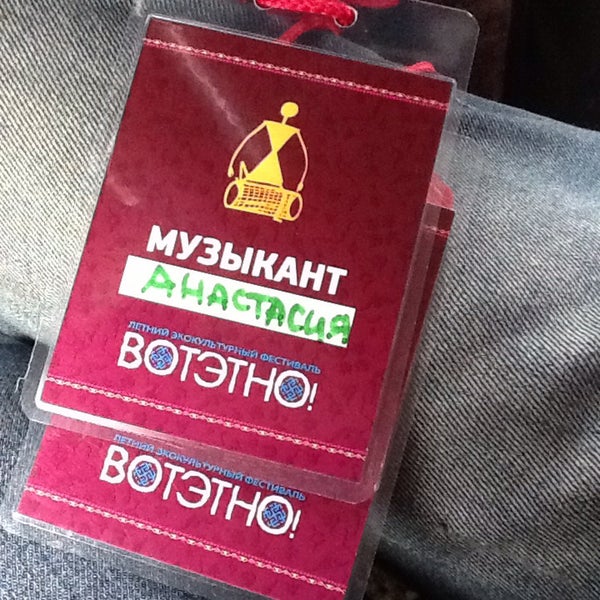 МУЗЫКАНТ
АНАСТАСИЯ
ЛЕТНИЙ ЭКОКУЛЬТУРНЫЙ ФЕСТИВАЛЬ
ВОТЭТНО!
ЛЕТНИЙ ЭКОКУЛЬТУРНЫЙ ФЕСТИВАЛЬ
ВОТЭТНО!